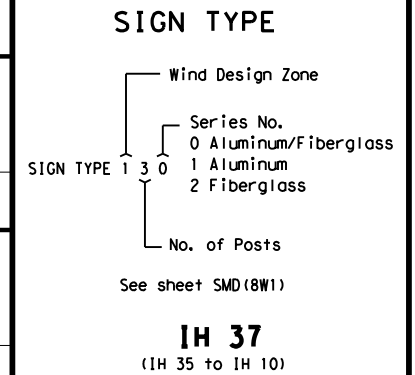 SIGN TYPE
Wind Design Zone
Series No.
0 Aluminum/Fiberglass
SIGN TYPE 1 3 0
1 Aluminum
2 Fiberglass
No. of Posts
See sheet SMD(8W1)
IH 37
(IH 35 to IH 10)